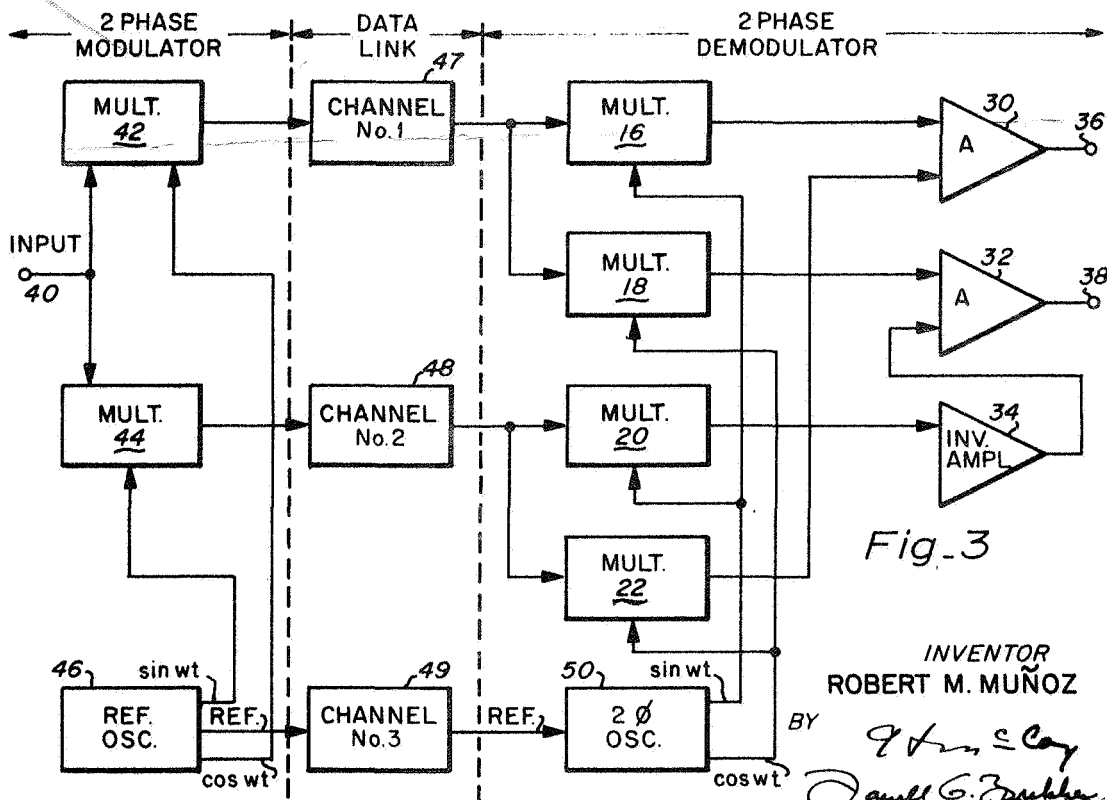 2 PHASE
MODULATOR
DATA
LINK
2 PHASE
DEMODULATOR
MULT.
42
47
CHANNEL
No.1
MULT.
16
30
A
36
INPUT
40
MULT.
18
32
A
38
MULT.
44
48
CHANNEL
No.2
MULT.
20
34
INV.
AMPL.
MULT.
22
Fig_3
46
sin wt
REF.
OSC.
REF.
cos wt
49
CHANNEL
No.3
REF.
50
sin wt
2 Ø
OSC.
cos wt
INVENTOR
ROBERT M. MUÑOZ
BY